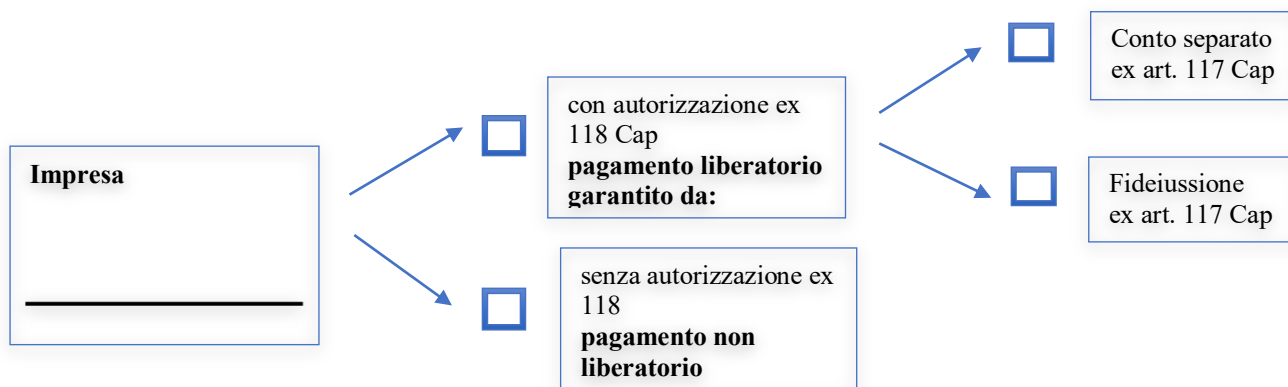 Impresa
con autorizzazione ex
118 Cap
pagamento liberatorio
garantito da:
senza autorizzazione ex
118
pagamento non
liberatorio
Conto separato
ex art. 117 Cap
Fideiussione
ex art. 117 Cap